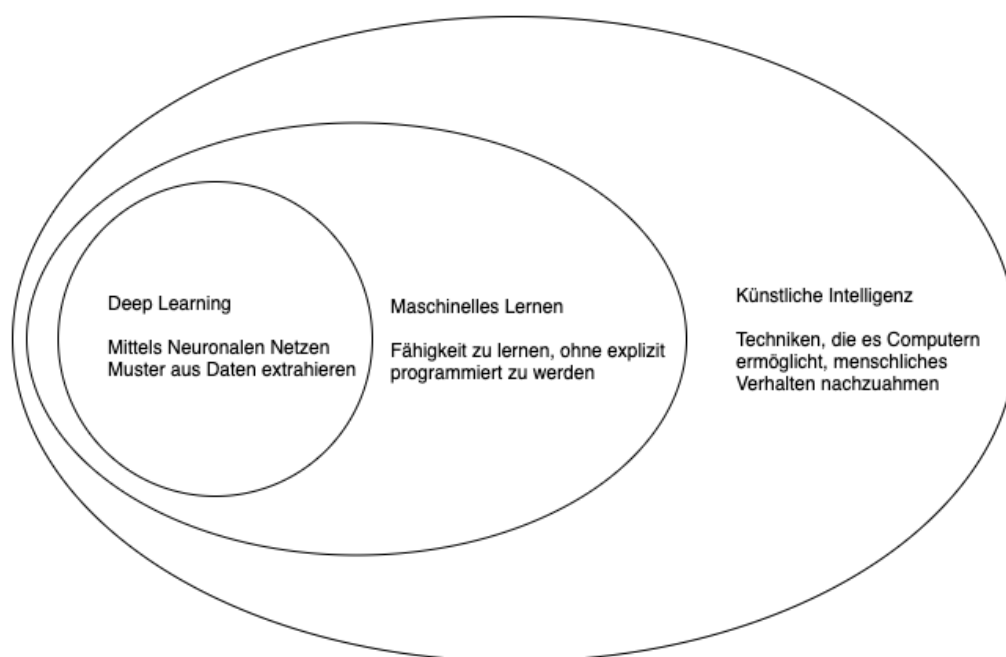 Deep Learning
Mittels Neuronalen Netzen
Muster aus Daten extrahieren
Maschinelles Lernen
Fähigkeit zu lernen, ohne explizit
programmiert zu werden
Künstliche Intelligenz
Techniken, die es Computern
ermöglicht, menschliches
Verhalten nachzuahmen